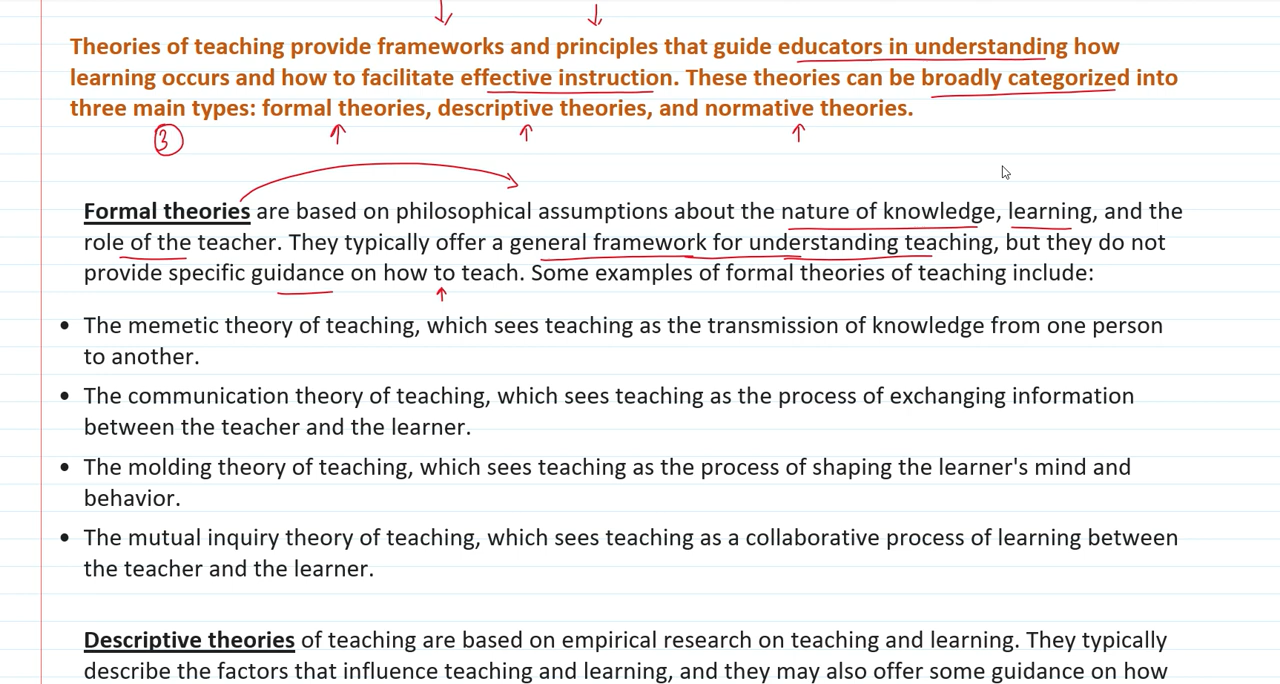 Theories of teaching provide frameworks and principles that guide educators in understanding how
learning occurs and how to facilitate effective instruction. These theories can be broadly categorized into
three main types: formal theories, descriptive theories, and normative theories.
3
Formal theories are based on philosophical assumptions about the nature of knowledge, learning, and the
role of the teacher. They typically offer a general framework for understanding teaching, but they do not
provide specific guidance on how to teach. Some examples of formal theories of teaching include:
• The memetic theory of teaching, which sees teaching as the transmission of knowledge from one person
to another.
• The communication theory of teaching, which sees teaching as the process of exchanging information
between the teacher and the learner.
• The molding theory of teaching, which sees teaching as the process of shaping the learner's mind and
behavior.
• The mutual inquiry theory of teaching, which sees teaching as a collaborative process of learning between
the teacher and the learner.
Descriptive theories of teaching are based on empirical research on teaching and learning. They typically
describe the factors that influence teaching and learning, and they may also offer some guidance on how